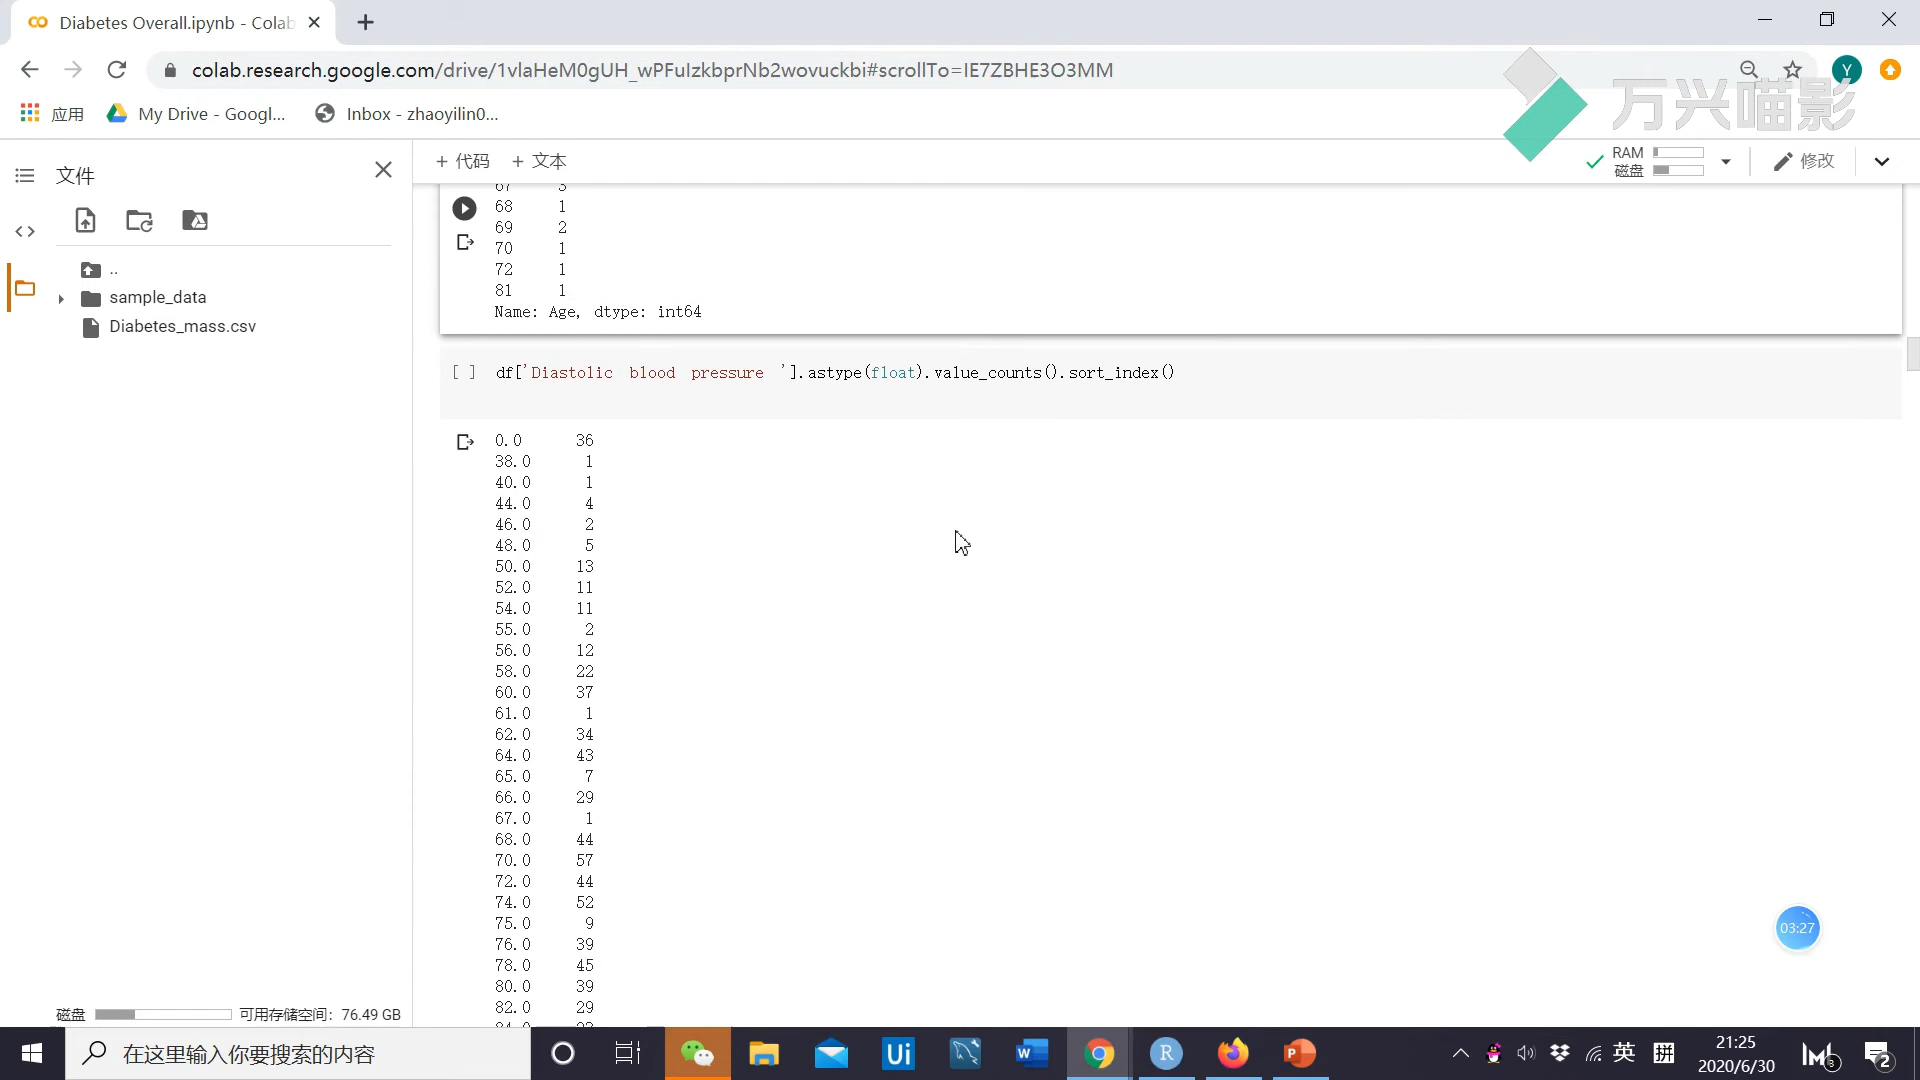 Diabetes Overall.ipynb - Colab
colab.research.google.com/drive/1vlaHeM0gUH_wPFuIzkbprNb2wovuckbi#scrollTo=IE7ZBHE3O3MM
Y
应用 My Drive - Googl... Inbox - zhaoyilin0...
万兴喵影
文件
+ 代码 + 文本
RAM
磁盘
修改
67 3
68 1
69 2
70 1
72 1
81 1
Name: Age, dtype: int64
..
sample_data
Diabetes_mass.csv
[ ] df['Diastolic blood pressure '].astype(float).value_counts().sort_index()
0.0 36
38.0 1
40.0 1
44.0 4
46.0 2
48.0 5
50.0 13
52.0 11
54.0 11
55.0 2
56.0 12
58.0 22
60.0 37
61.0 1
62.0 34
64.0 43
65.0 7
66.0 29
67.0 1
68.0 44
70.0 57
72.0 44
74.0 52
75.0 9
76.0 39
78.0 45
80.0 39
82.0 29
03:27
磁盘 可用存储空间: 76.49 GB
在这里输入你要搜索的内容
Ui
W
R
P
英
拼
21:25
2020/6/30
3
2